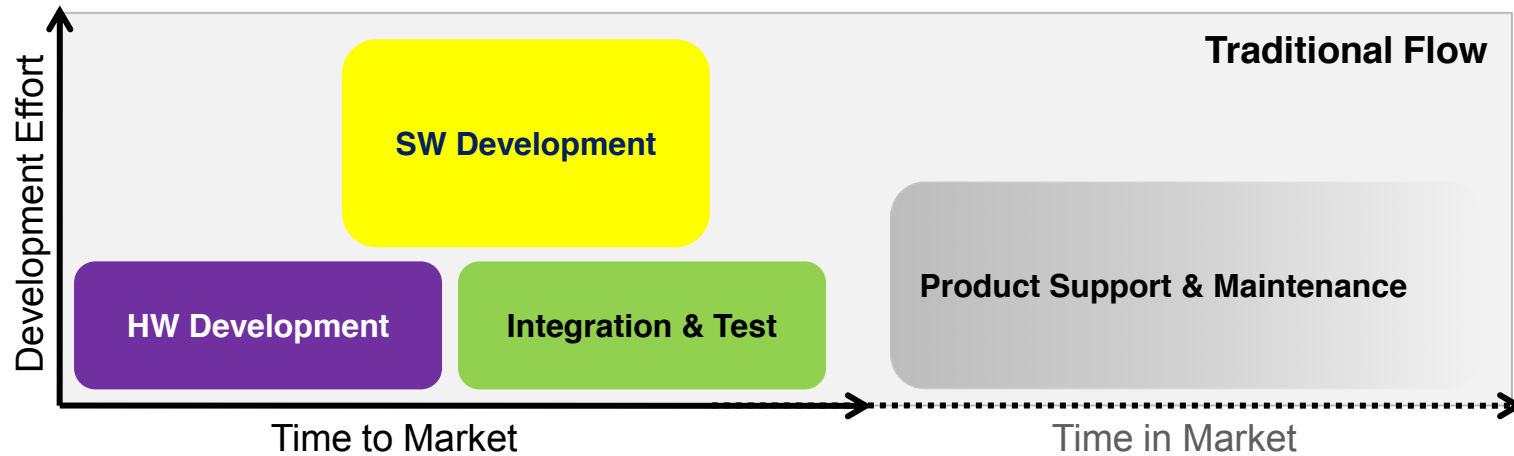 Traditional Flow
Development Effort
SW Development
HW Development
Integration & Test
Product Support & Maintenance
Time to Market
Time in Market